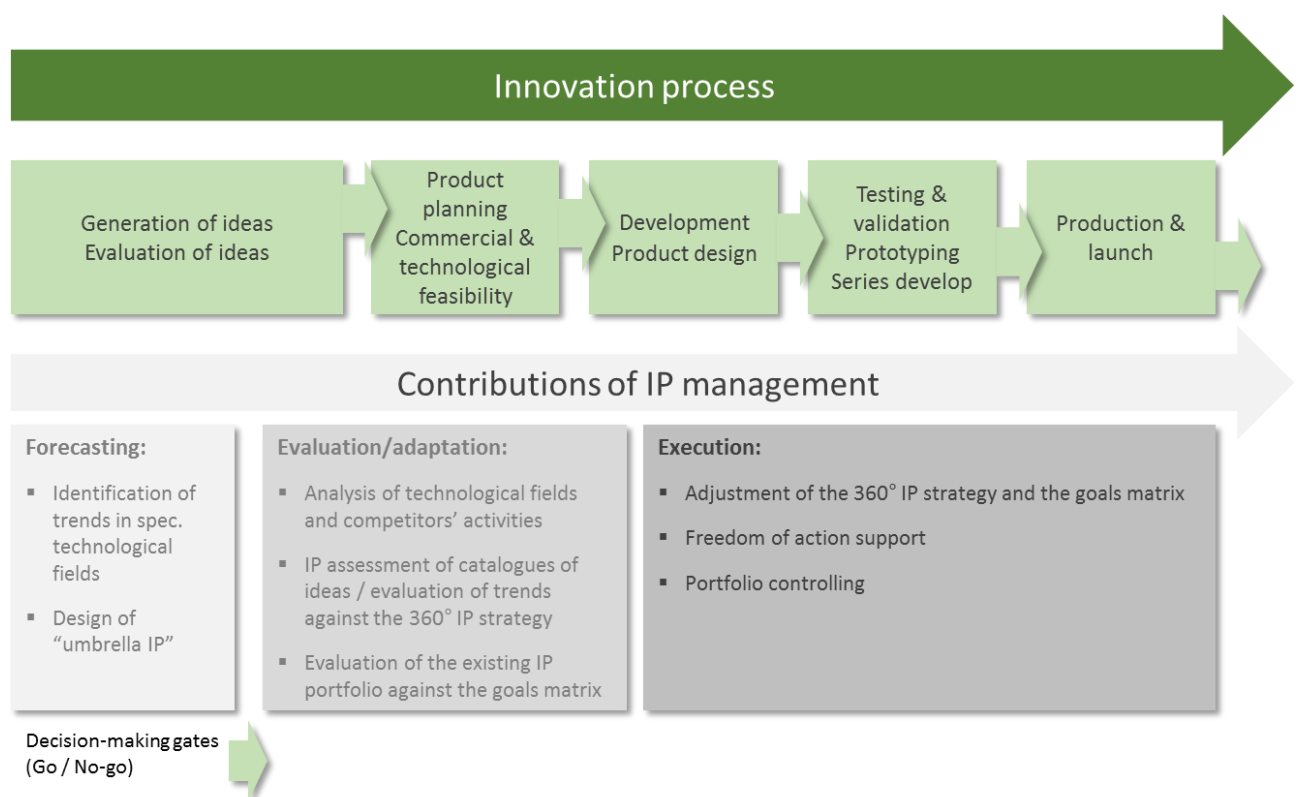 Innovation process
Generation of ideas
Evaluation of ideas
Product
planning
Commercial &
technological
feasibility
Development
Product design
Testing &
validation
Prototyping
Series develop
Production &
launch
Contributions of IP management
Forecasting:
▪ Identification of
trends in spec.
technological
fields
▪ Design of
“umbrella IP”
Evaluation/adaptation:
▪ Analysis of technological fields
and competitors’ activities
▪ IP assessment of catalogues of
ideas / evaluation of trends
against the 360° IP strategy
▪ Evaluation of the existing IP
portfolio against the goals matrix
Execution:
▪ Adjustment of the 360° IP strategy and the goals matrix
▪ Freedom of action support
▪ Portfolio controlling
Decision-making gates
(Go / No-go)